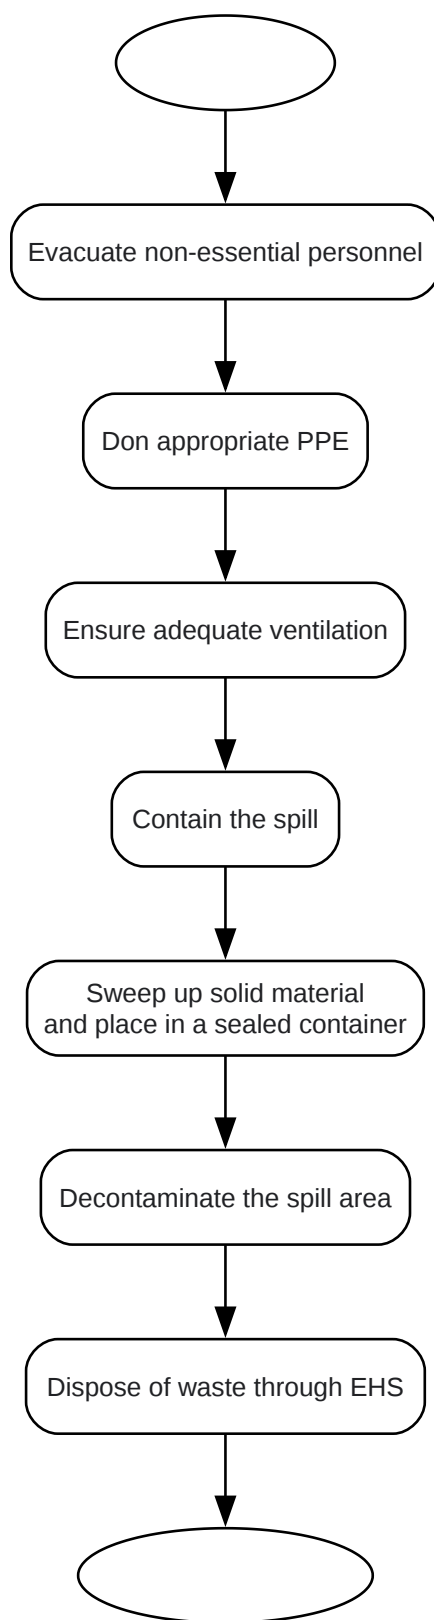 Evacuate non-essential personnel
Don appropriate PPE
Ensure adequate ventilation
Contain the spill
Sweep up solid material
and place in a sealed container
Decontaminate the spill area
Dispose of waste through EHS